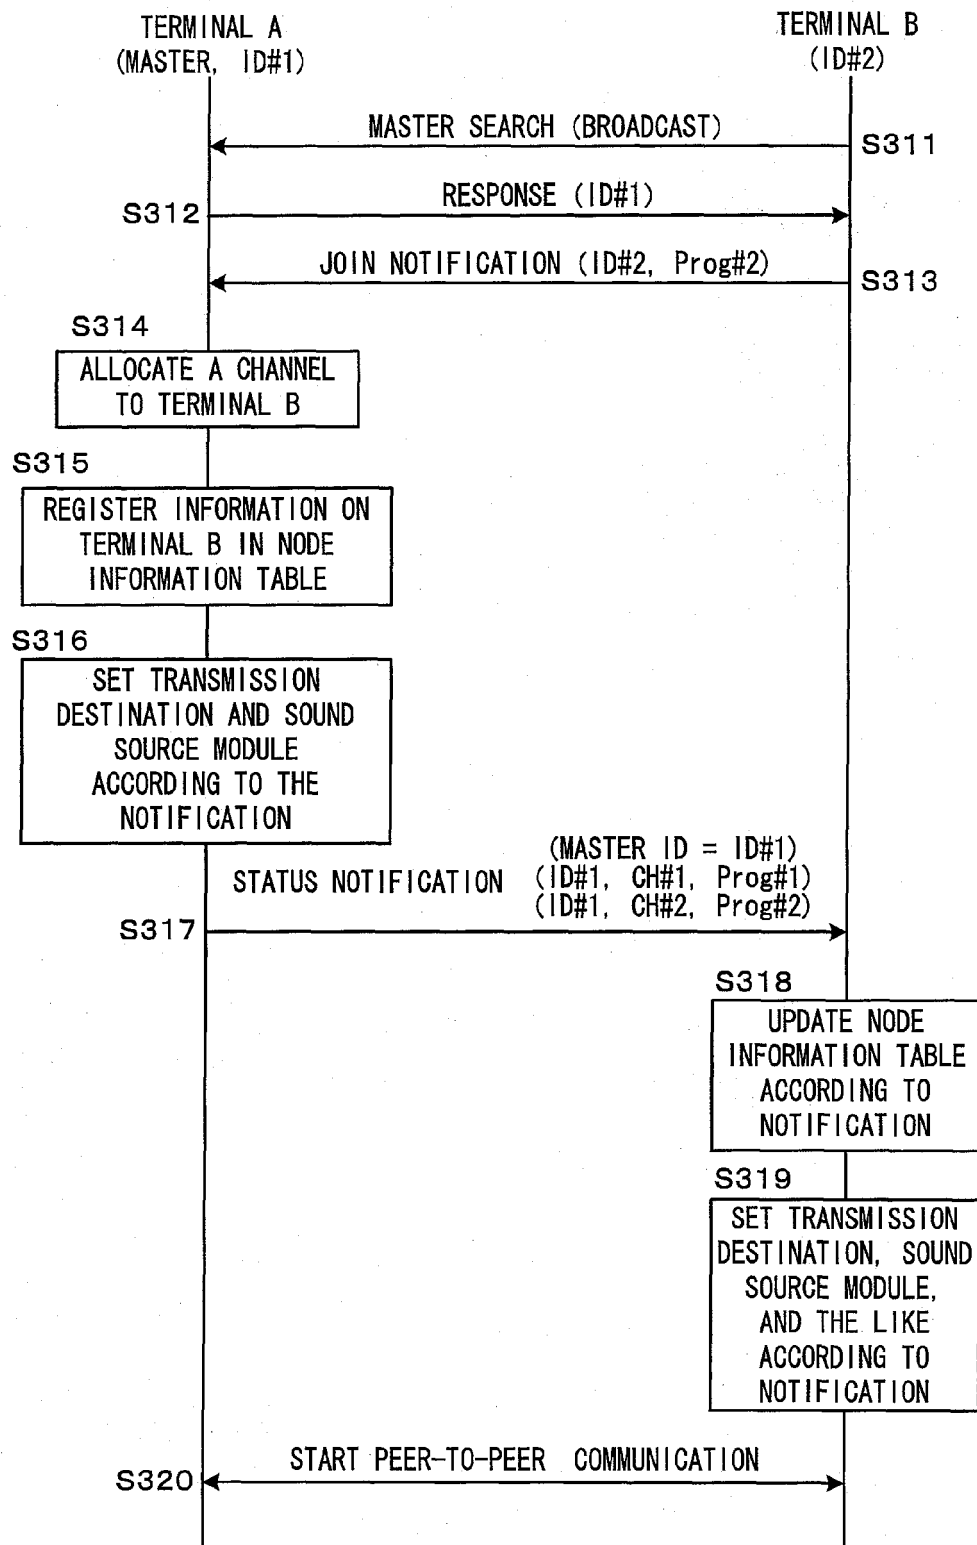 TERMINAL A
(MASTER, ID#1)
TERMINAL B
(ID#2)
MASTER SEARCH (BROADCAST)
S311
RESPONSE (ID#1)
S312
JOIN NOTIFICATION (ID#2, Prog#2)
S313
S314
ALLOCATE A CHANNEL
TO TERMINAL B
S315
REGISTER INFORMATION ON
TERMINAL B IN NODE
INFORMATION TABLE
S316
SET TRANSMISSION
DESTINATION AND SOUND
SOURCE MODULE
ACCORDING TO THE
NOTIFICATION
(MASTER ID = ID#1)
STATUS NOTIFICATION (ID#1, CH#1, Prog#1)
(ID#1, CH#2, Prog#2)
S317
S318
UPDATE NODE
INFORMATION TABLE
ACCORDING TO
NOTIFICATION
S319
SET TRANSMISSION
DESTINATION, SOUND
SOURCE MODULE,
AND THE LIKE
ACCORDING TO
NOTIFICATION
START PEER-TO-PEER COMMUNICATION
S320